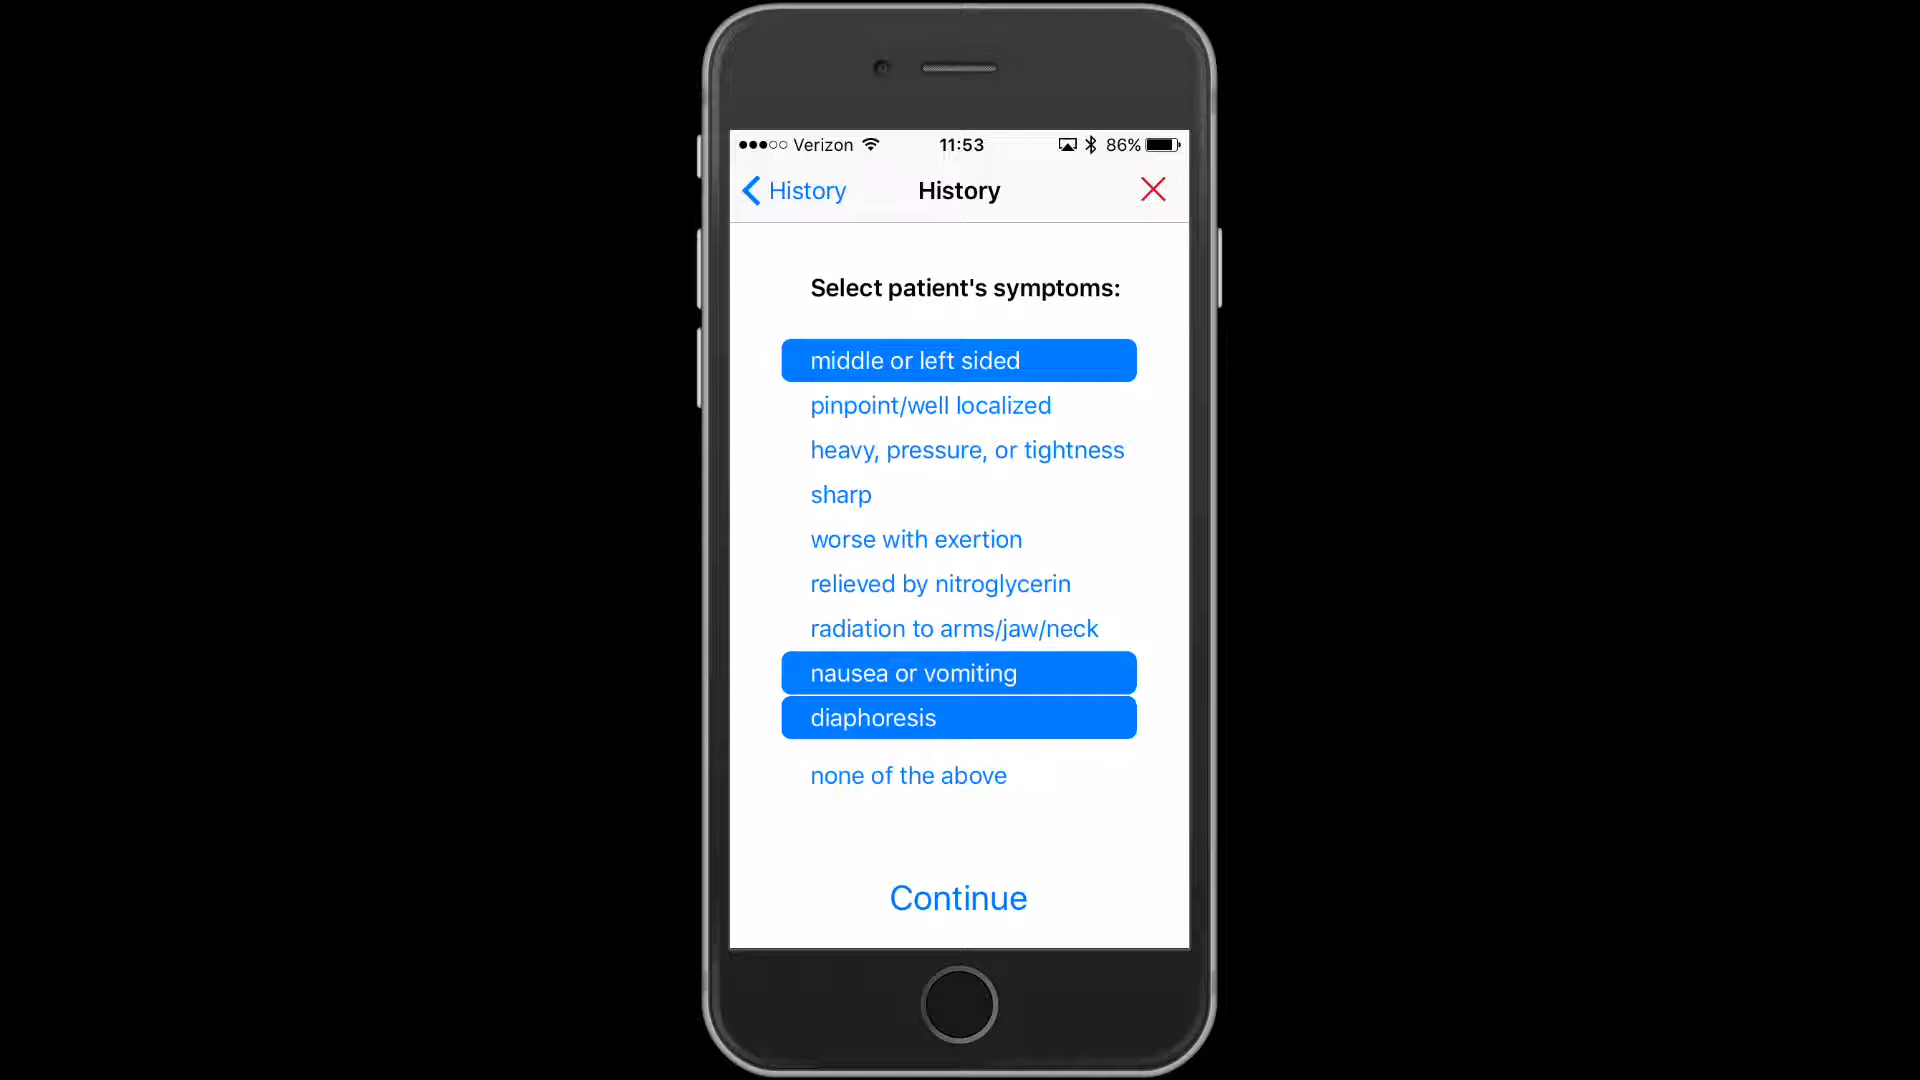 Verizon 11:53 86%
History History
Select patient's symptoms:
middle or left sided
pinpoint/well localized
heavy, pressure, or tightness
sharp
worse with exertion
relieved by nitroglycerin
radiation to arms/jaw/neck
nausea or vomiting
diaphoresis
none of the above
Continue